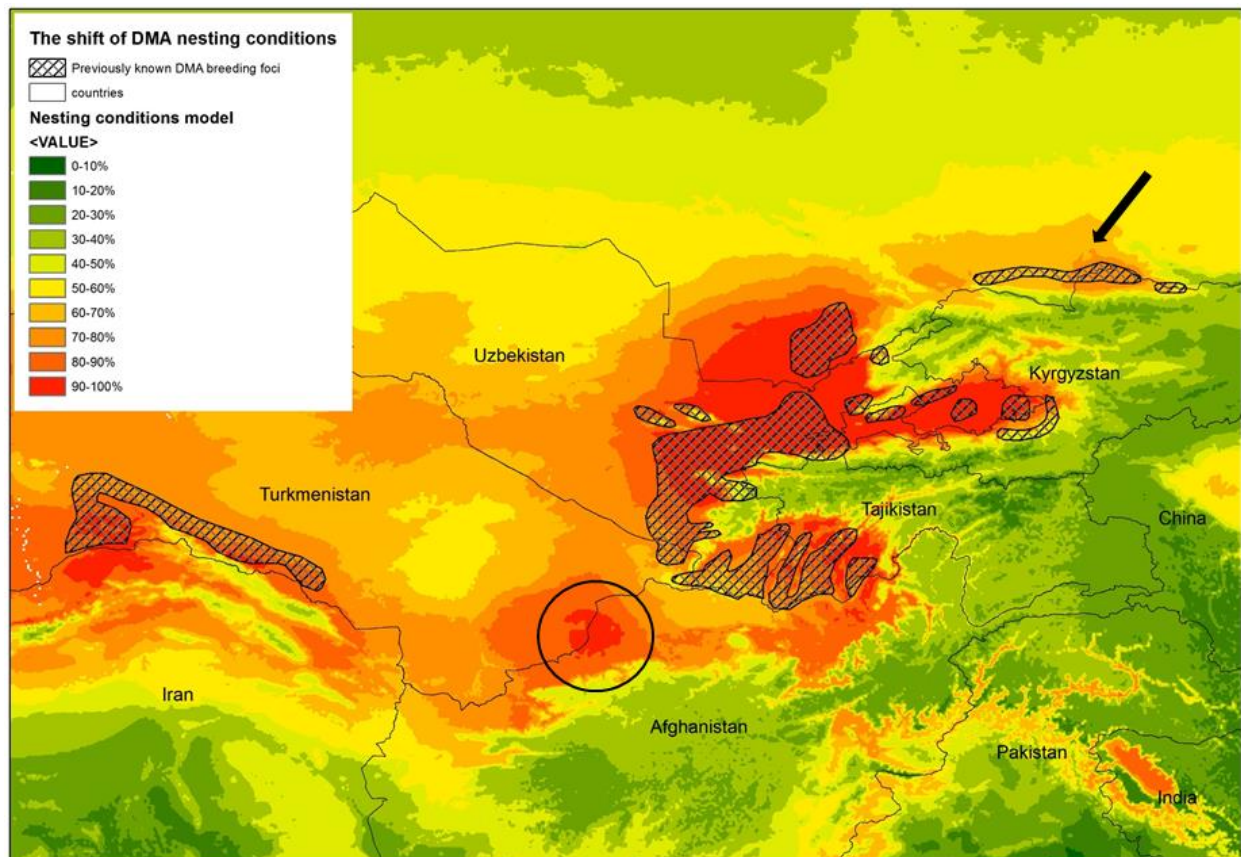 The shift of DMA nesting conditions
Previously known DMA breeding foci
countries
Nesting conditions model
<VALUE>
0-10%
10-20%
20-30%
30-40%
40-50%
50-60%
60-70%
70-80%
80-90%
90-100%
Uzbekistan
Kyrgyzstan
Turkmenistan
Tajikistan
China
Iran
Afghanistan
Pakistan
India